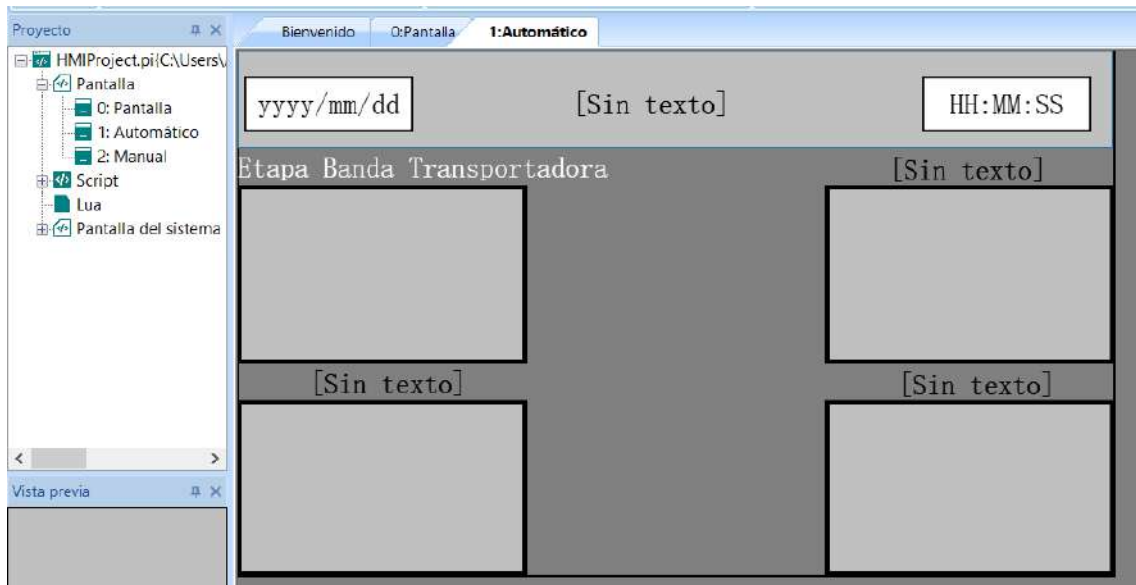 Proyecto
Bienvenido
0:Pantalla
1:Automático
HMIProject.pi{C:\Users\
Pantalla
0: Pantalla
1: Automático
2: Manual
Script
Lua
Pantalla del sistema
yyyy/mm/dd
[Sin texto]
HH:MM:SS
Etapa Banda Transportadora
[Sin texto]
[Sin texto]
[Sin texto]
Vista previa